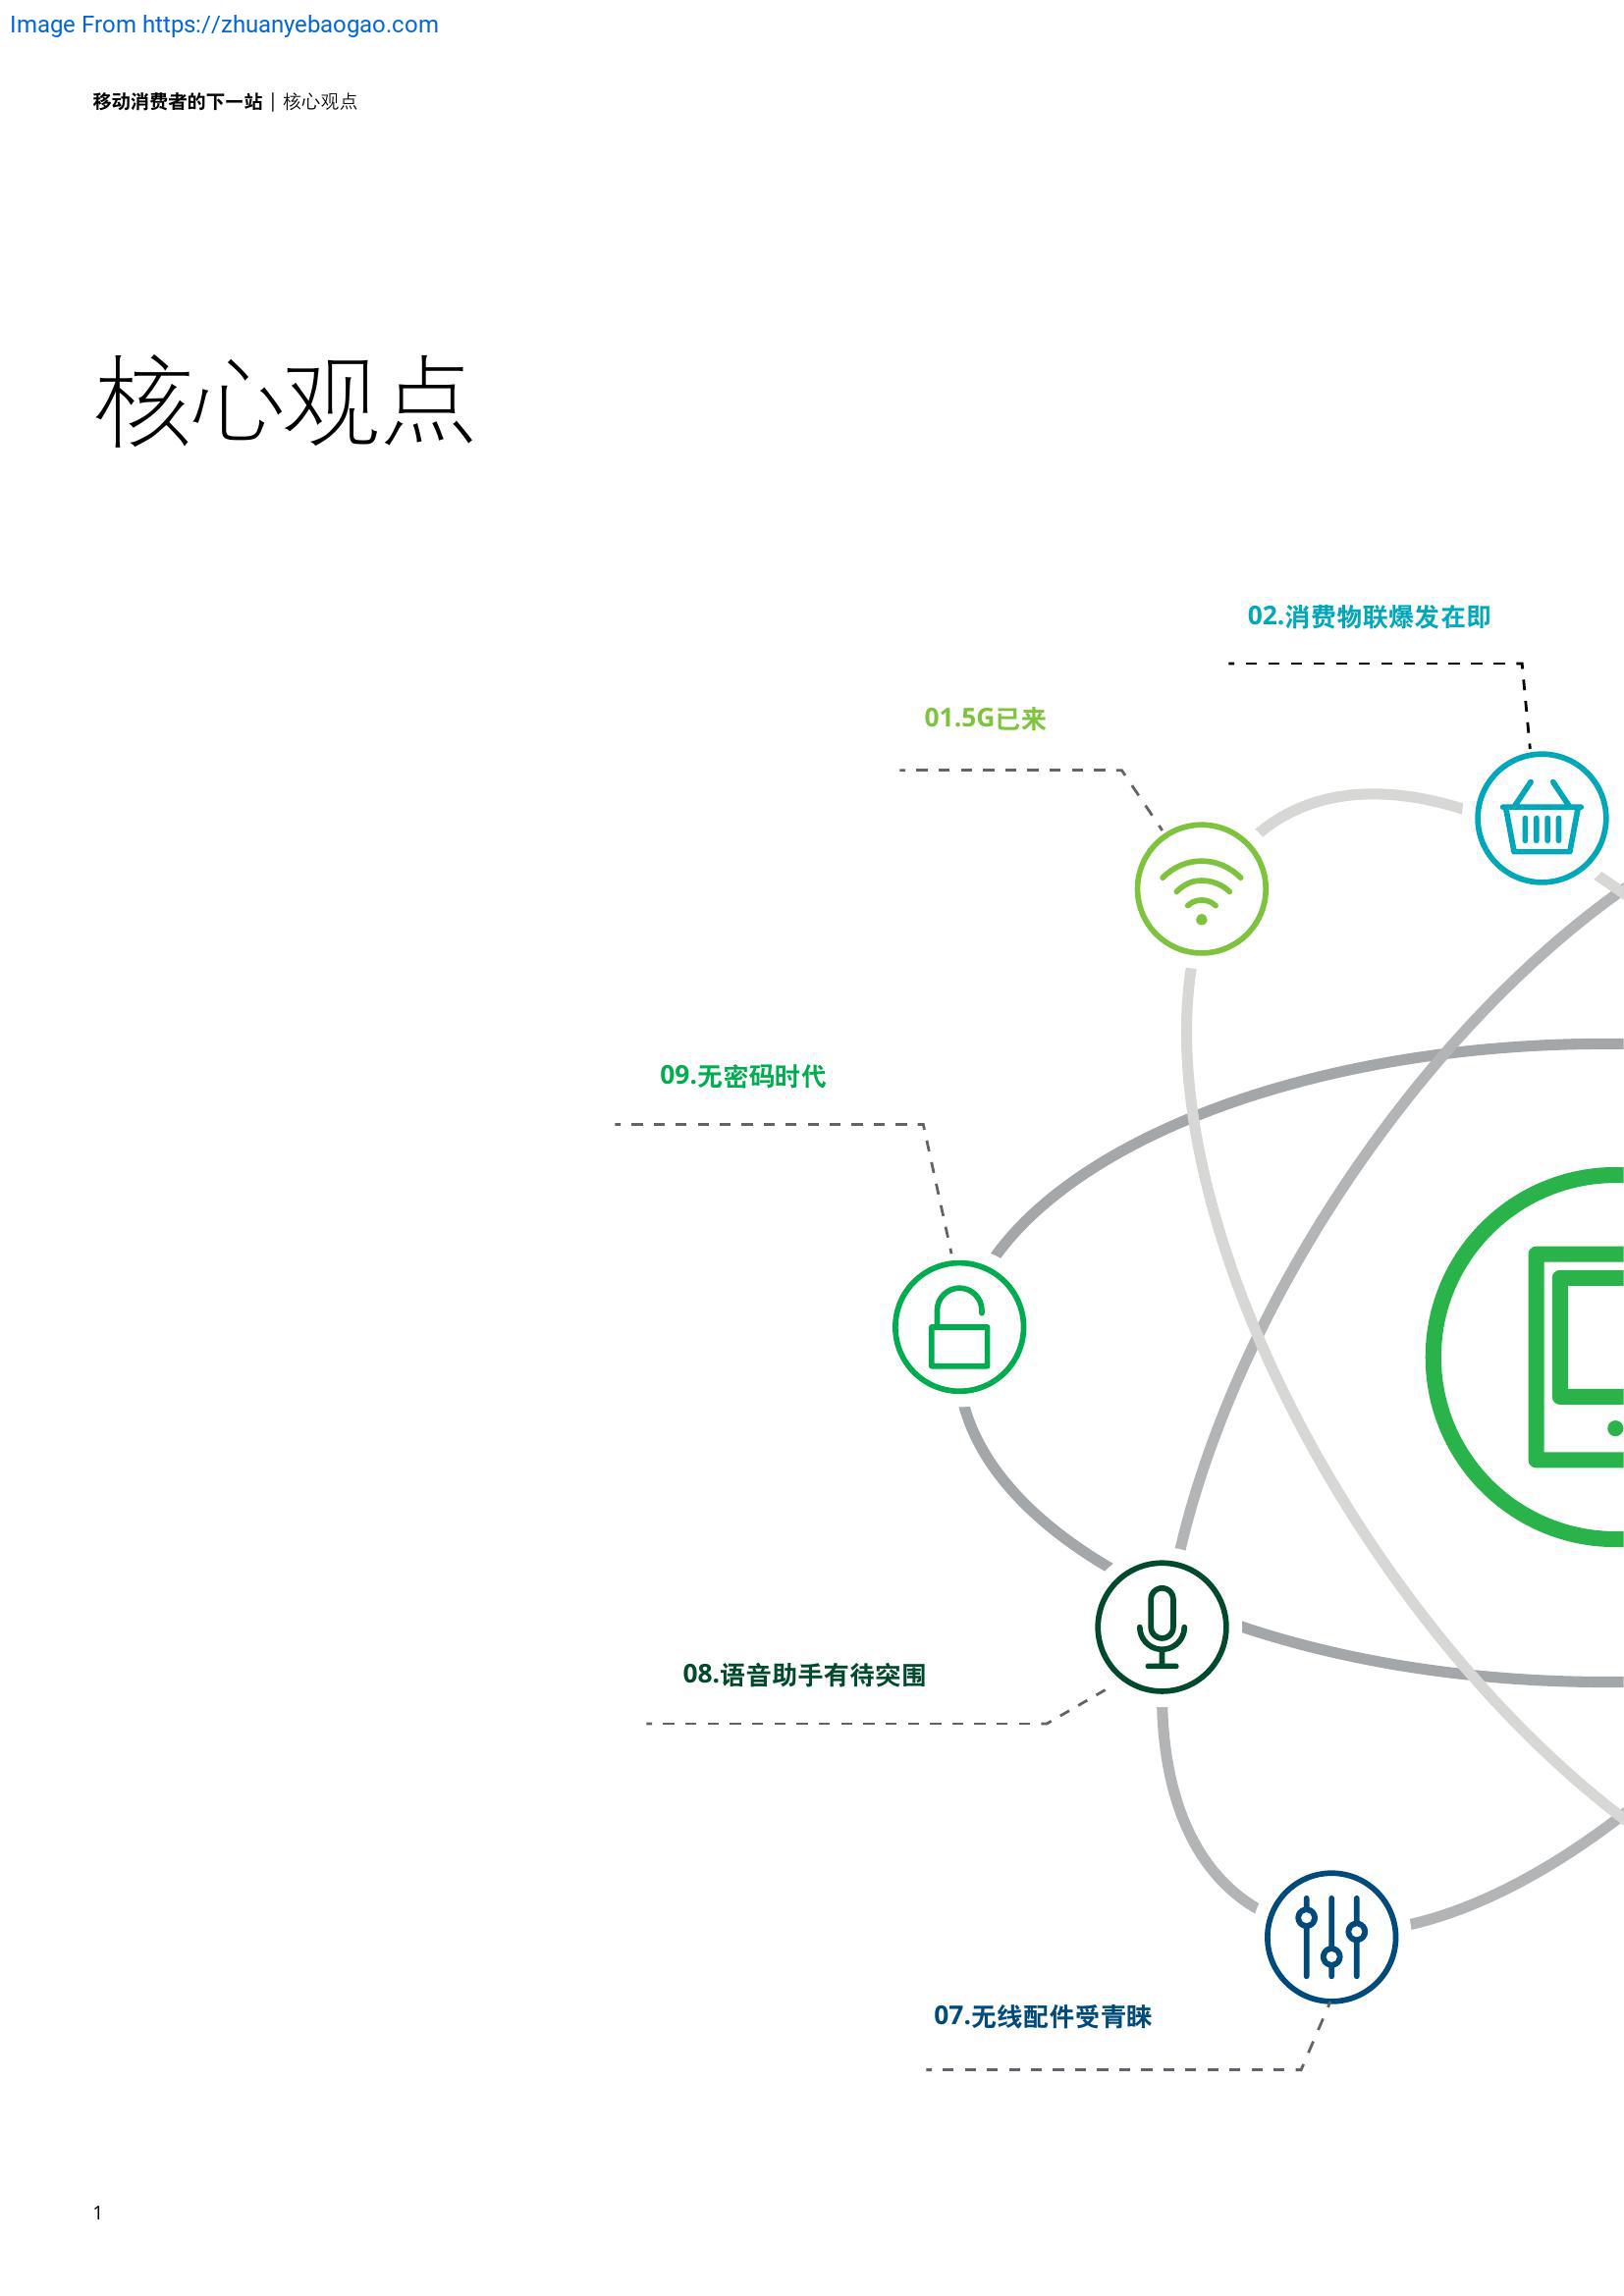 Image From https://zhuanyebaogao.com
移动消费者的下一站 | 核心观点
核心观点
02.消费物联爆发在即
01.5G已来
09.无密码时代
08.语音助手有待突围
07.无线配件受青睐
1